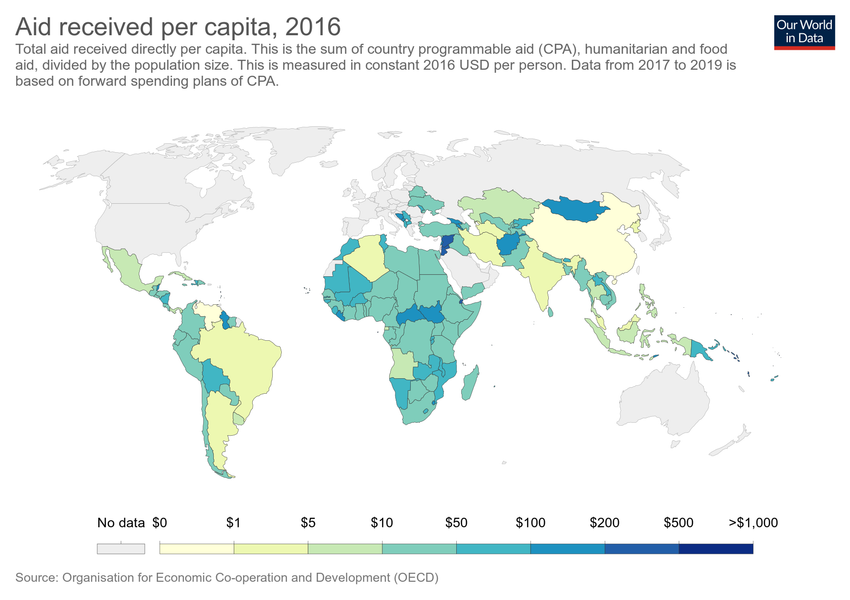 Aid received per capita, 2016
Our World
in Data
Total aid received directly per capita. This is the sum of country programmable aid (CPA), humanitarian and food
aid, divided by the population size. This is measured in constant 2016 USD per person. Data from 2017 to 2019 is
based on forward spending plans of CPA.
No data $0 $1 $5 $10 $50 $100 $200 $500 >$1,000
Source: Organisation for Economic Co-operation and Development (OECD)